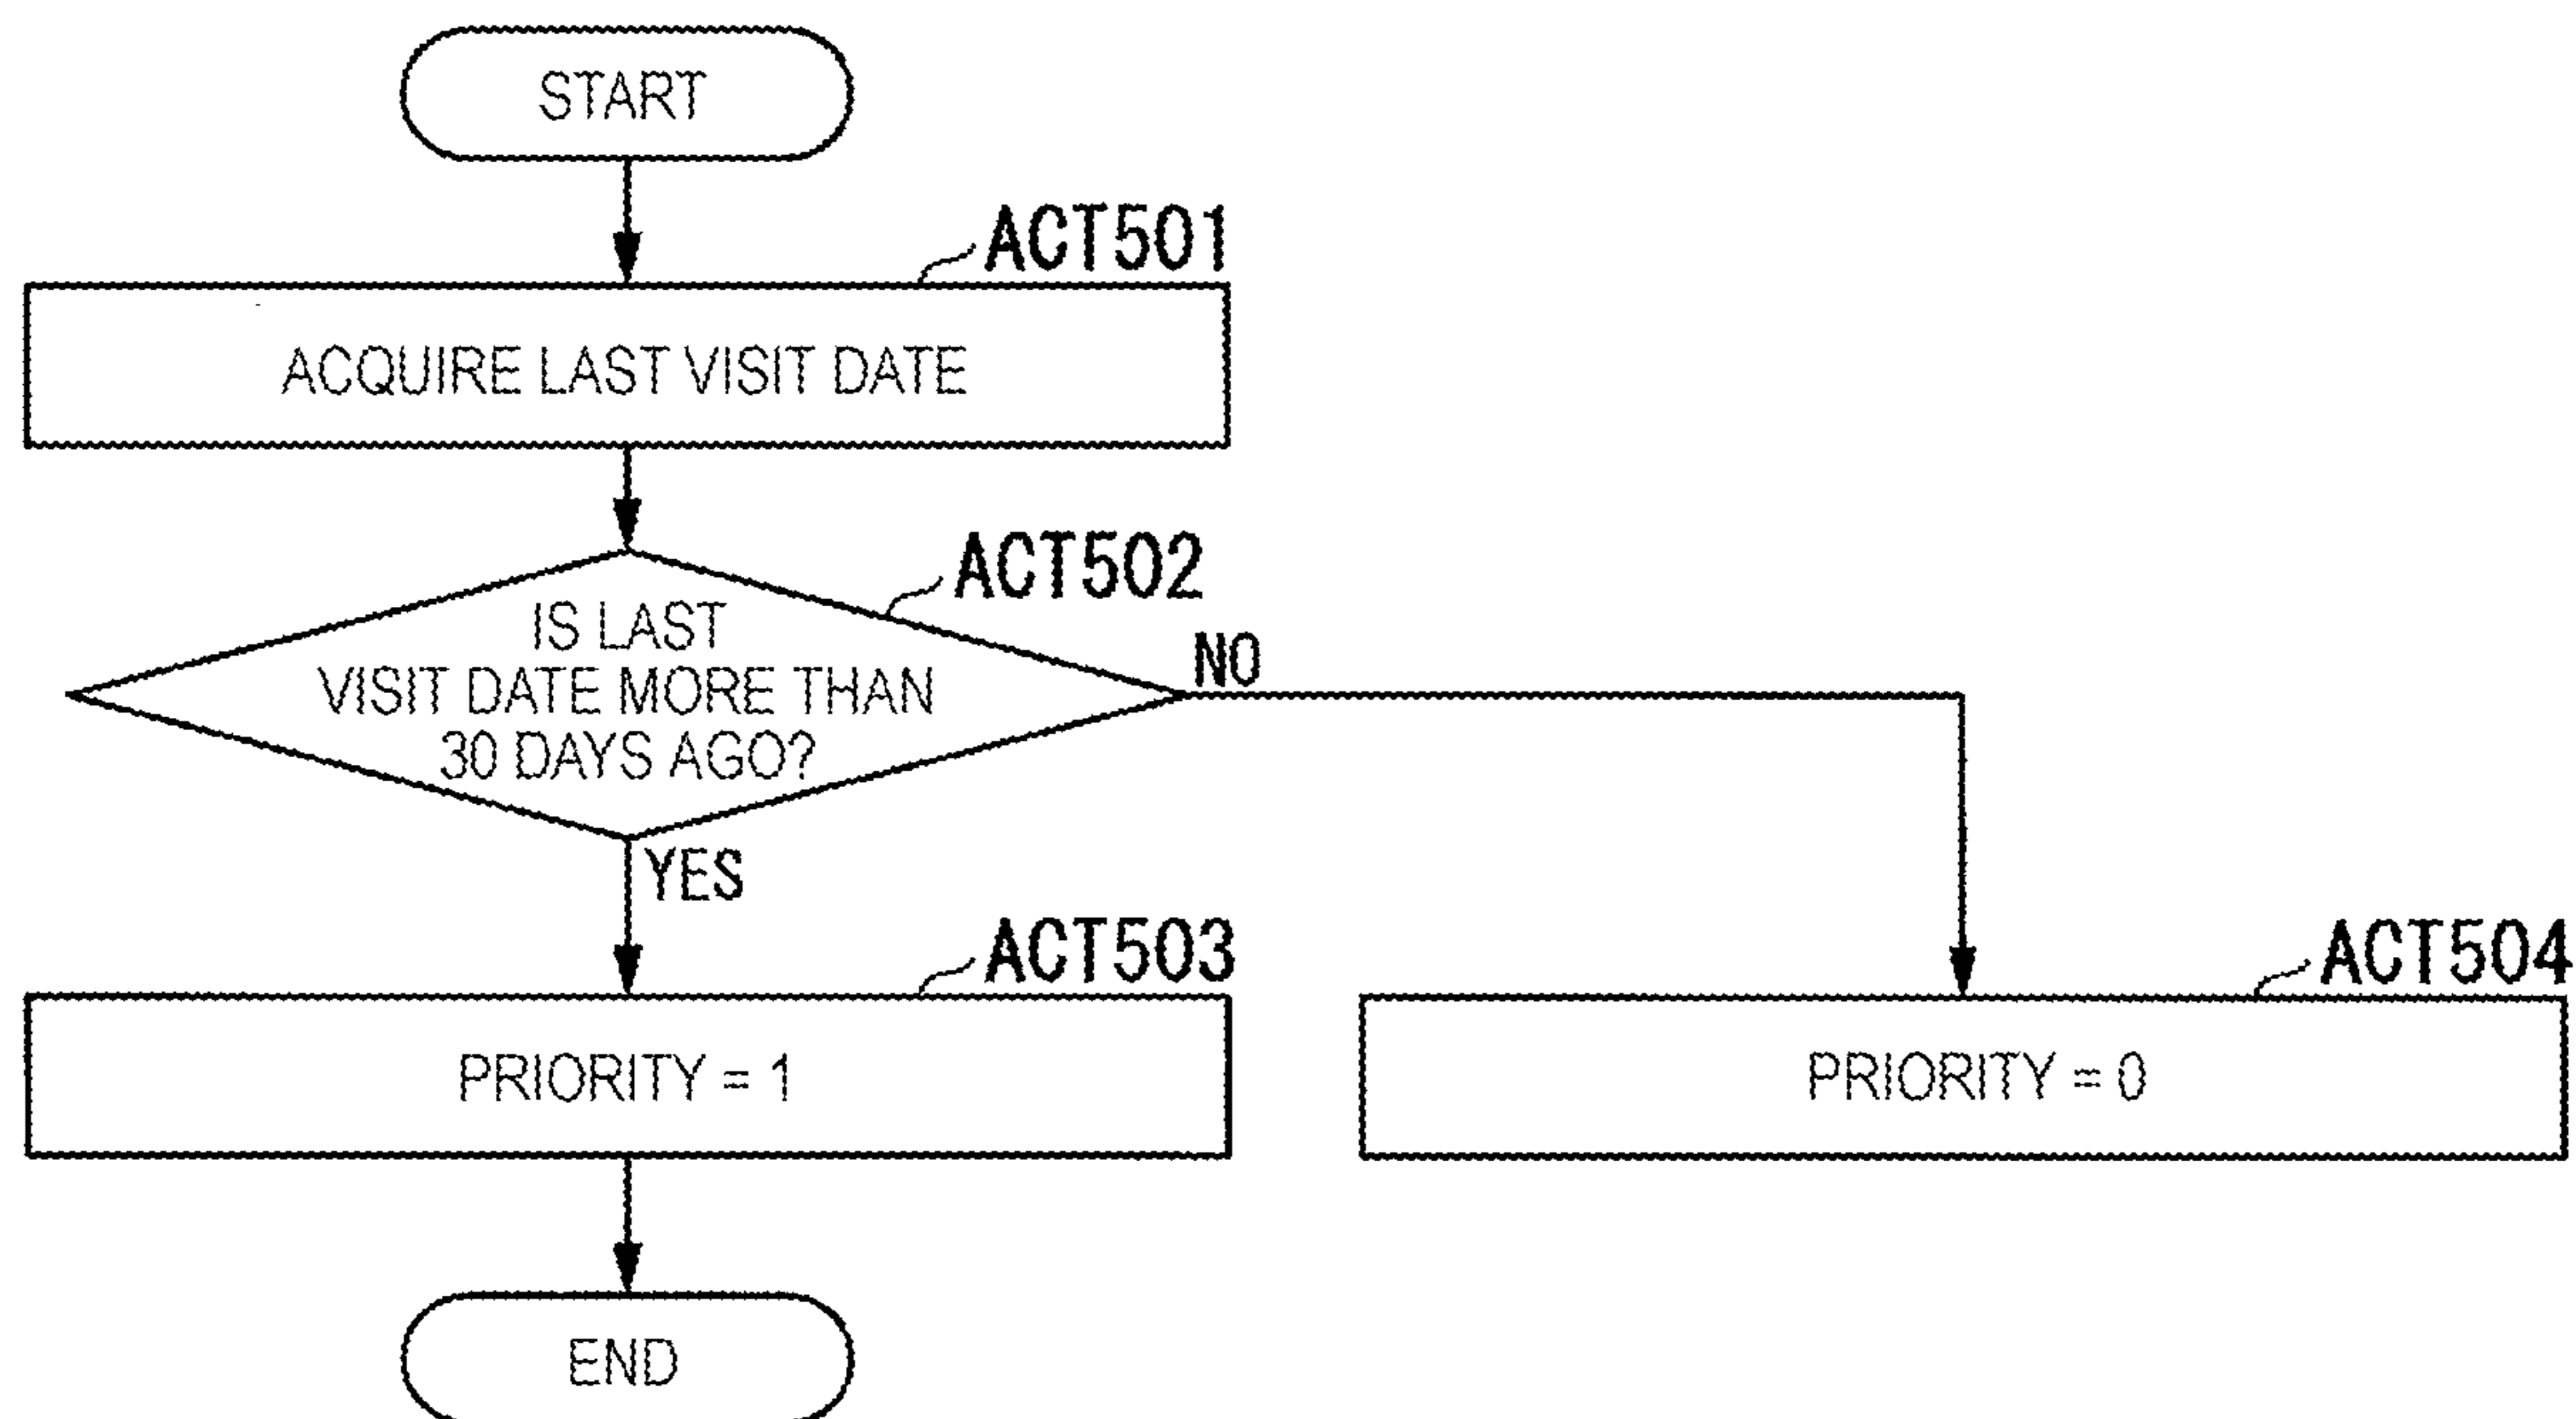 START
ACT501
ACQUIRE LAST VISIT DATE
ACT502
IS LAST
VISIT DATE MORE THAN
30 DAYS AGO?
NO
YES
ACT503
PRIORITY = 1
ACT504
PRIORITY = 0
END